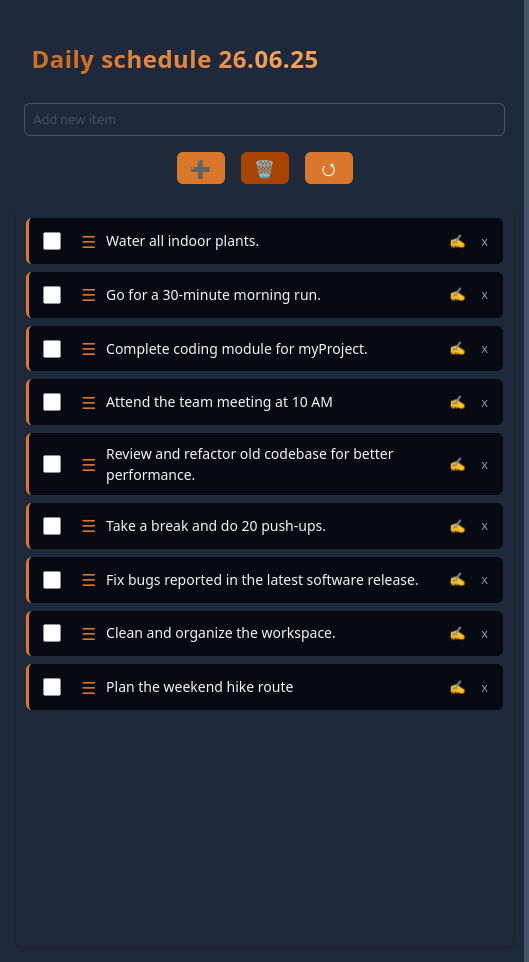 Daily schedule 26.06.25
Add new item
Water all indoor plants.
x
Go for a 30-minute morning run.
x
Complete coding module for myProject.
x
Attend the team meeting at 10 AM
x
Review and refactor old codebase for better
performance.
x
Take a break and do 20 push-ups.
x
Fix bugs reported in the latest software release.
x
Clean and organize the workspace.
x
Plan the weekend hike route
x